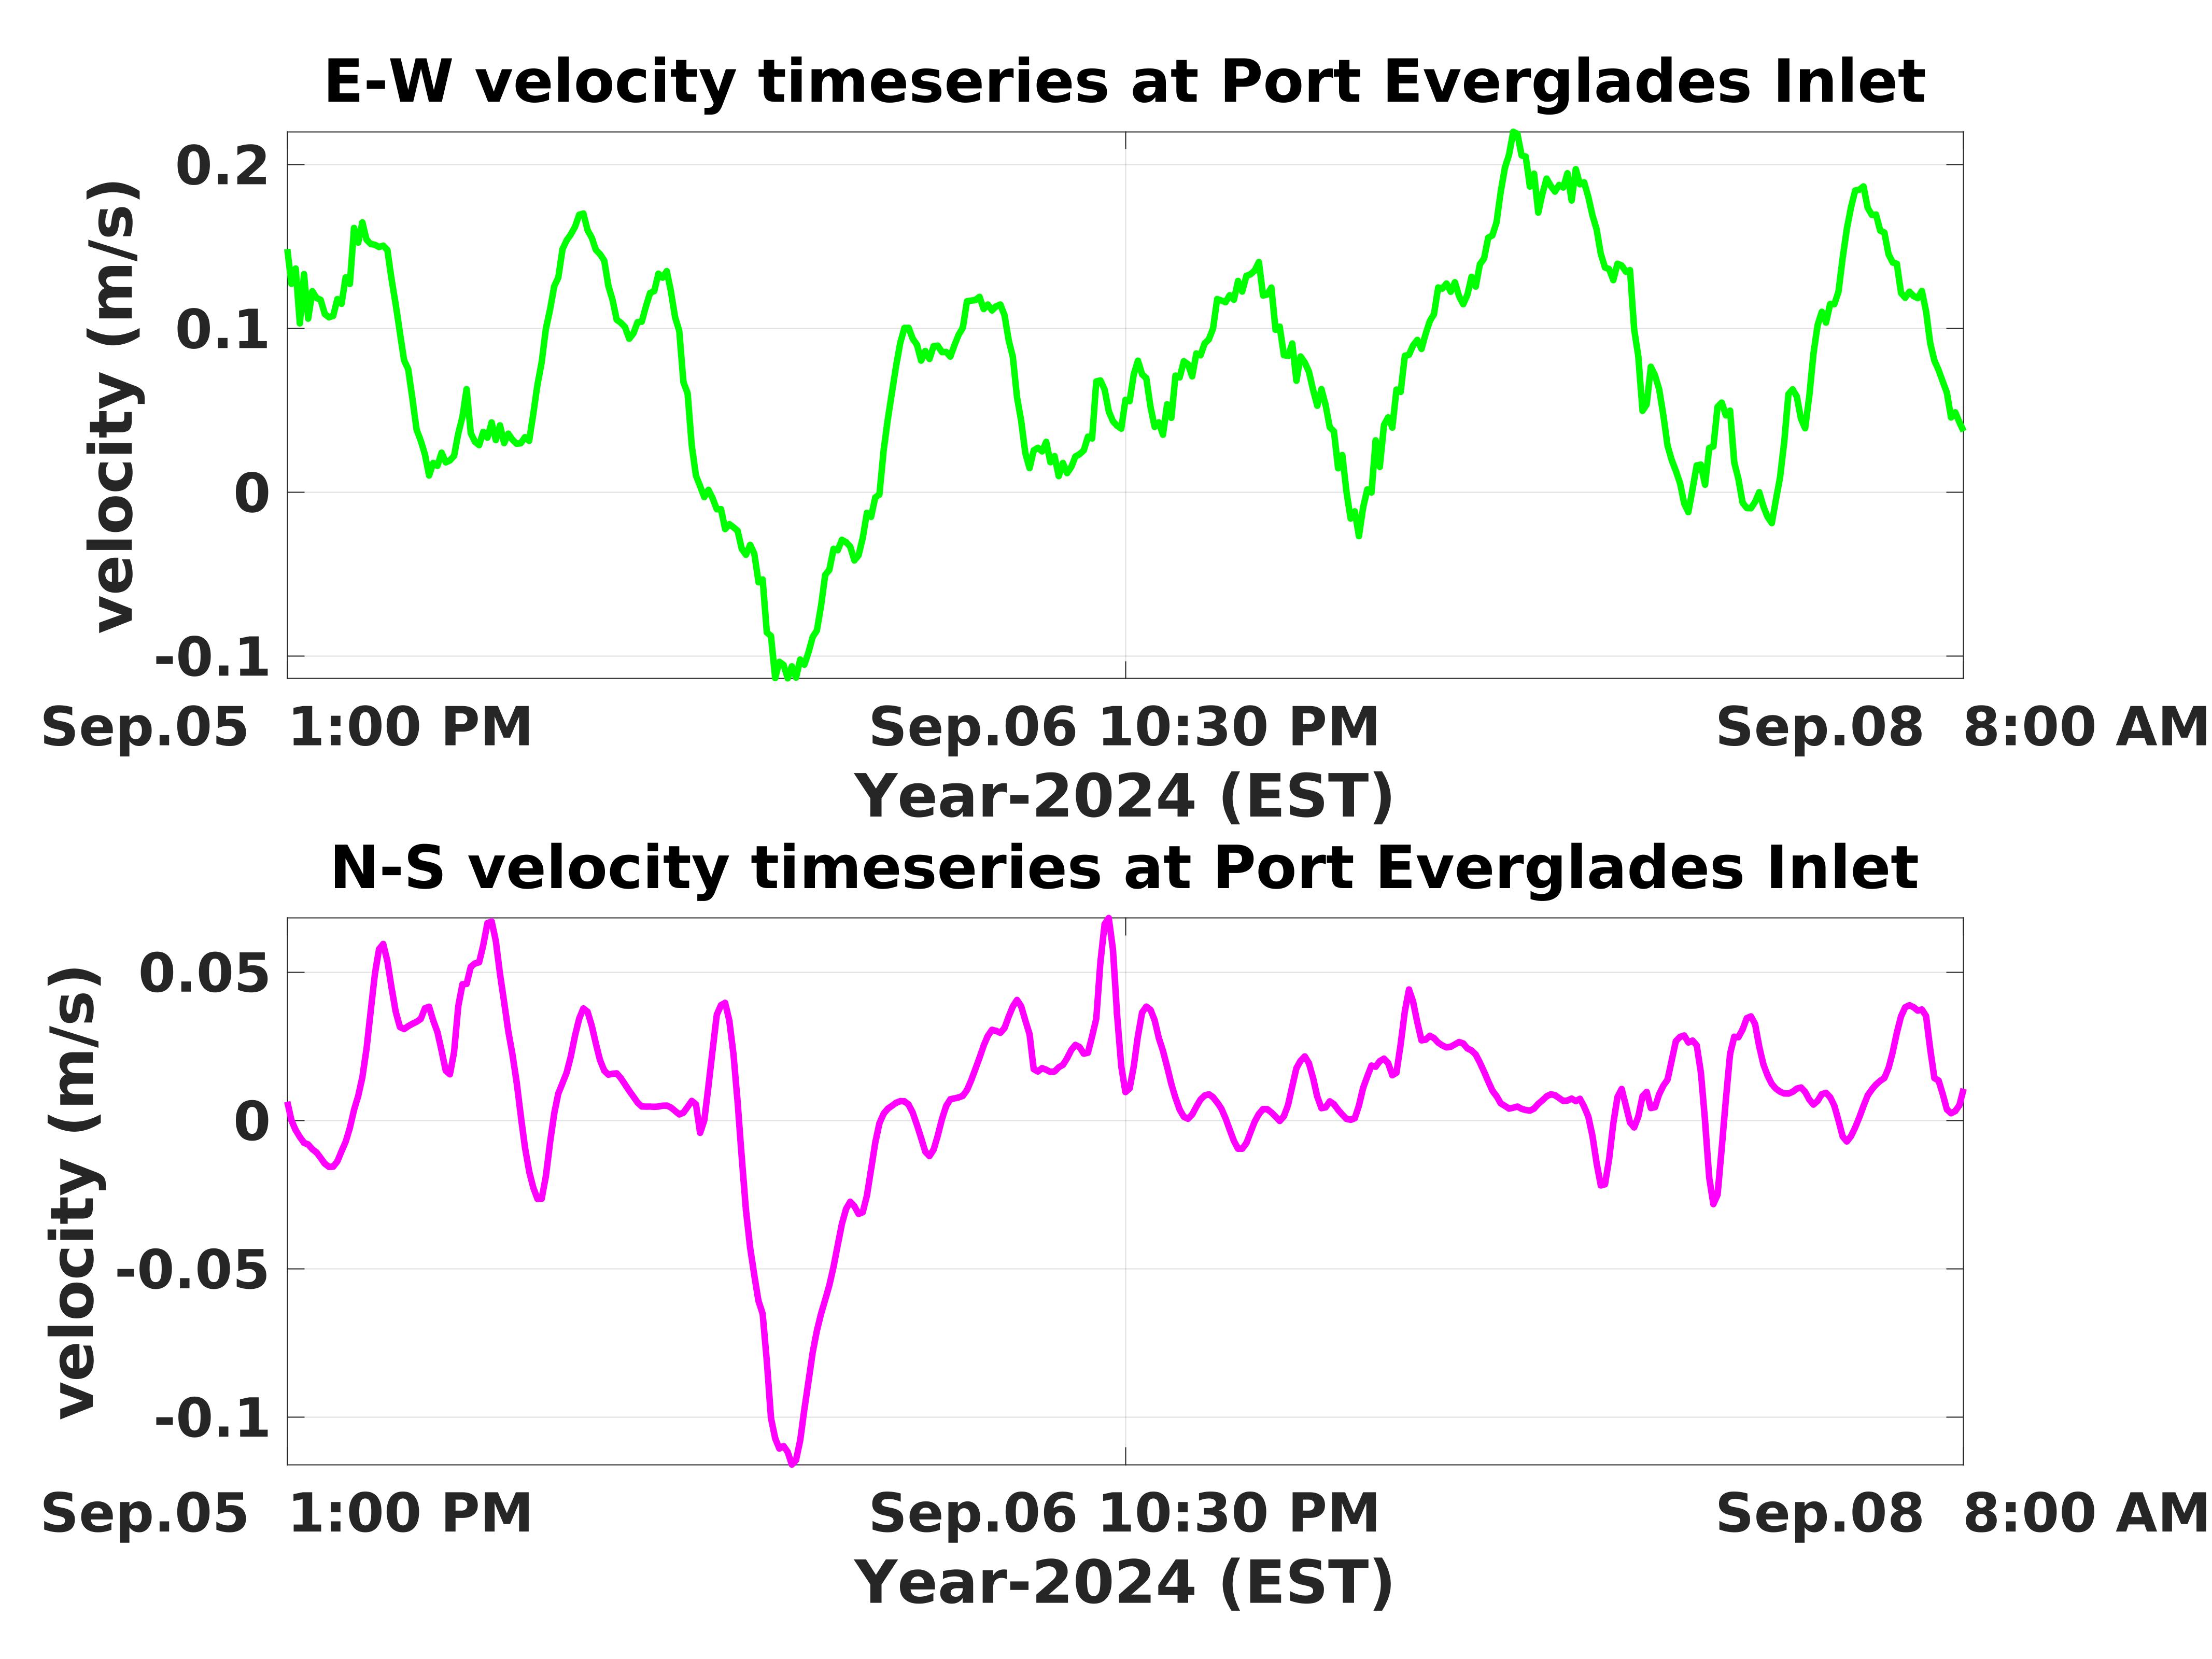 E-W velocity timeseries at Port Everglades Inlet
velocity (m/s)
0.2
0.1
0
-0.1
Sep.05 1:00 PM Sep.06 10:30 PM Sep.08 8:00 AM
Year-2024 (EST)
N-S velocity timeseries at Port Everglades Inlet
velocity (m/s)
0.05
0
-0.05
-0.1
Sep.05 1:00 PM Sep.06 10:30 PM Sep.08 8:00 AM
Year-2024 (EST)